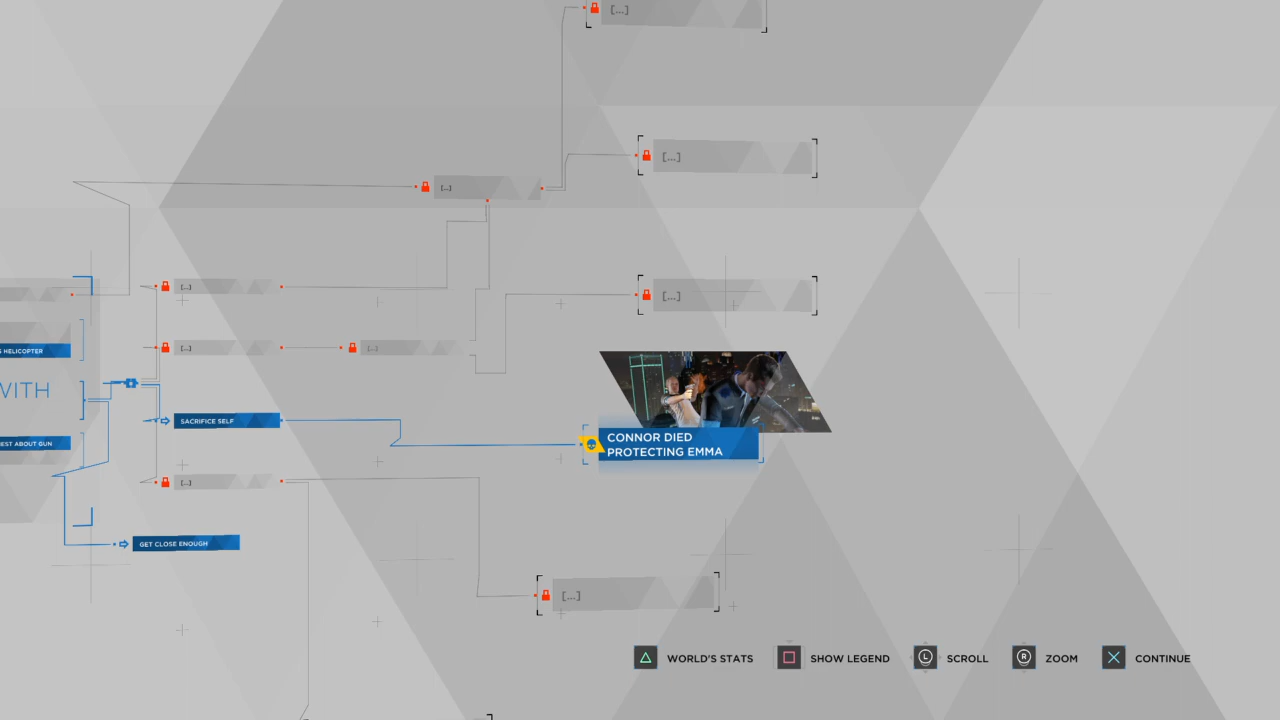 [...]
[...]
[...]
[...]
[...]
S HELICOPTER
[...]
[...]
WITH
SACRIFICE SELF
CONNOR DIED
PROTECTING EMMA
EST ABOUT GUN
[...]
GET CLOSE ENOUGH
[...]
WORLD'S STATS
SHOW LEGEND
L
SCROLL
R
ZOOM
CONTINUE